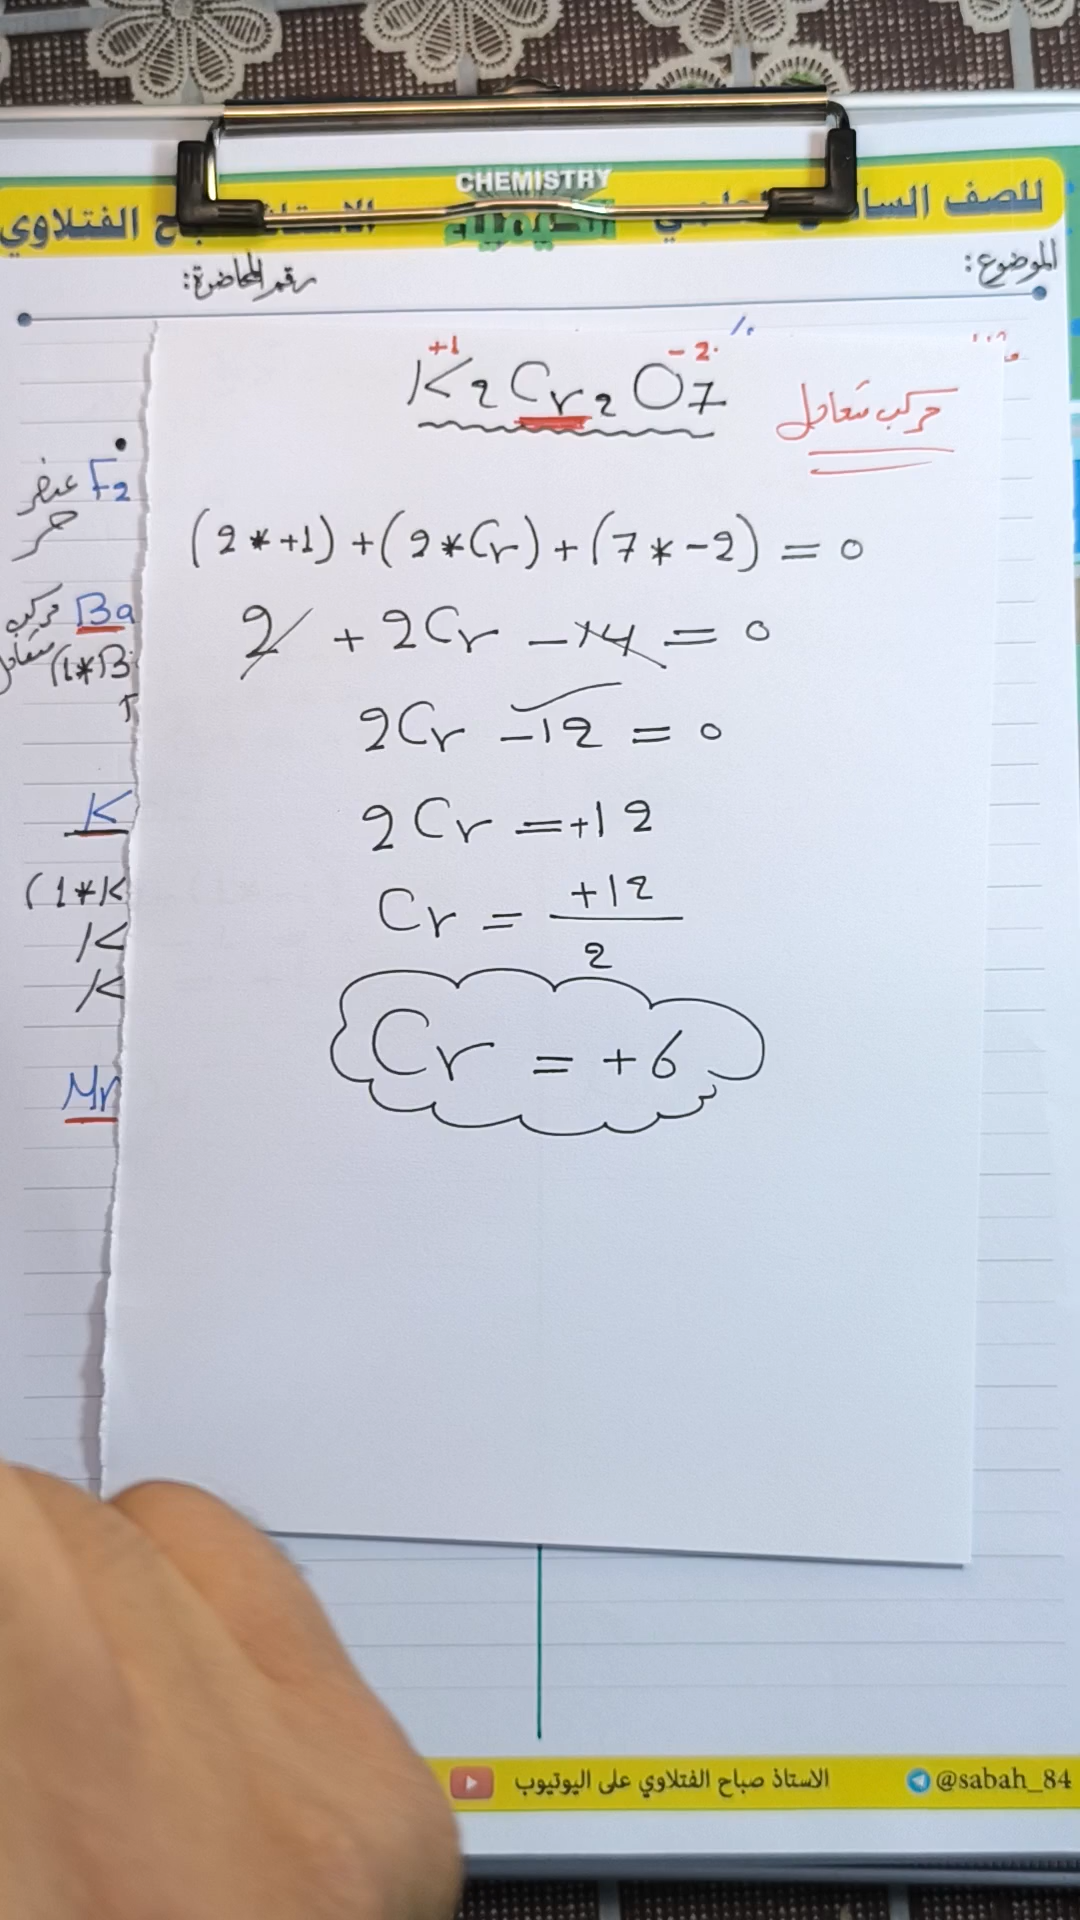 CHEMISTRY
للصف
الفتلاوي
الموضوع:
رقم المحاضرة:
+1 -2
K2Cr2O7
مركب متعادل
(2*+1)+(2*Cr)+(7*-2)=0
2 + 2Cr -14 = 0
2Cr -12 = 0
2Cr =+12
Cr = +12
2
Cr = +6
F2 عنصر
حر
Ba
مركب
متعادل
(1*B
K
(1*K
K
K
الاستاذ صباح الفتلاوي على اليوتيوب
@sabah_84